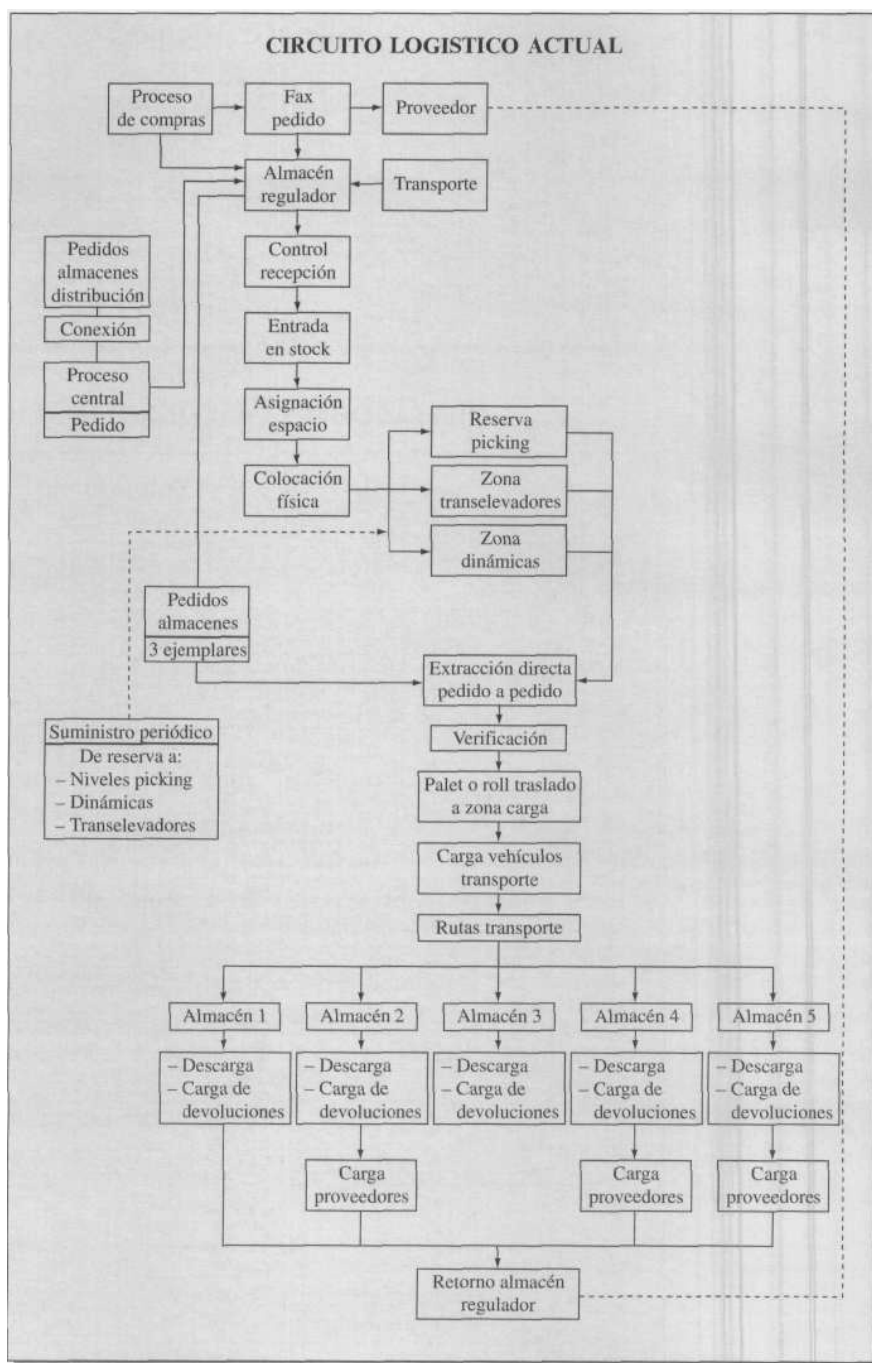 CIRCUITO LOGISTICO ACTUAL
Proceso
de compras
Fax
pedido
Proveedor
Almacén
regulador
Transporte
Pedidos
almacenes
distribución
Conexión
Proceso
central
Pedido
Control
recepción
Entrada
en stock
Asignación
espacio
Colocación
física
Reserva
picking
Zona
transelevadores
Zona
dinámicas
Pedidos
almacenes
3 ejemplares
Extracción directa
pedido a pedido
Suministro periódico
De reserva a:
– Niveles picking
– Dinámicas
– Transelevadores
Verificación
Palet o roll traslado
a zona carga
Carga vehículos
transporte
Rutas transporte
Almacén 1
Almacén 2
Almacén 3
Almacén 4
Almacén 5
– Descarga
– Carga de
devoluciones
– Descarga
– Carga de
devoluciones
– Descarga
– Carga de
devoluciones
– Descarga
– Carga de
devoluciones
– Descarga
– Carga de
devoluciones
Carga
proveedores
Carga
proveedores
Carga
proveedores
Retorno almacén
regulador